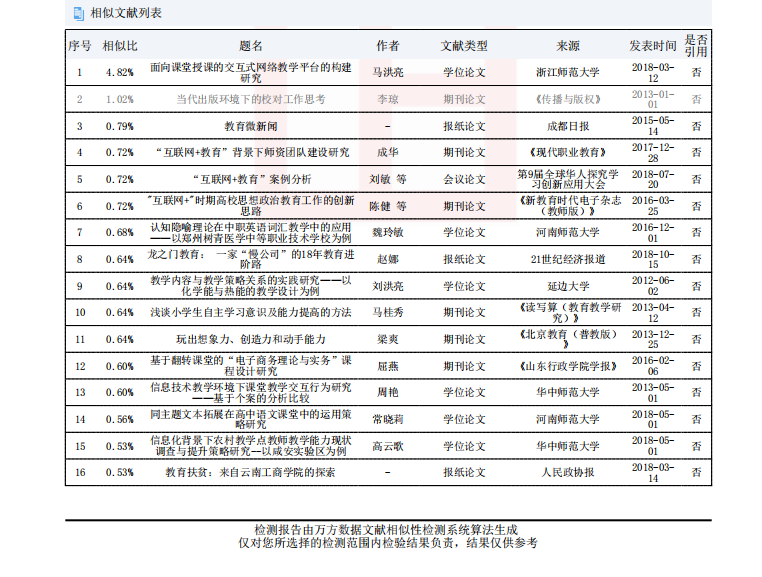 相似文献列表
序号 相似比 题名 作者 文献类型 来源 发表时间 是否引用
1 4.82% 面向课堂授课的交互式网络教学平台的构建研究 马洪亮 学位论文 浙江师范大学 2018-03-12 否
2 1.02% 当代出版环境下的校对工作思考 李琼 期刊论文 《传播与版权》 2013-01-01 否
3 0.79% 教育微新闻 - 报纸论文 成都日报 2015-05-14 否
4 0.72% “互联网+教育”背景下师资团队建设研究 成华 期刊论文 《现代职业教育》 2017-12-28 否
5 0.72% “互联网+教育”案例分析 刘敏 等 会议论文 第9届全球华人探究学习创新应用大会 2018-07-20 否
6 0.72% "互联网+"时期高校思想政治教育工作的创新思路 陈健 等 期刊论文 《新教育时代电子杂志（教师版）》 2016-03-25 否
7 0.68% 认知隐喻理论在中职英语词汇教学中的应用——以郑州树青医学中等职业技术学校为例 魏玲敏 学位论文 河南师范大学 2016-12-01 否
8 0.64% 龙之门教育： 一家“慢公司”的18年教育进阶路 赵娜 报纸论文 21世纪经济报道 2018-10-15 否
9 0.64% 教学内容与教学策略关系的实践研究——以化学能与热能的教学设计为例 刘洪亮 学位论文 延边大学 2012-06-02 否
10 0.64% 浅谈小学生自主学习意识及能力提高的方法 马桂秀 期刊论文 《读写算（教育教学研究）》 2013-04-12 否
11 0.64% 玩出想象力、创造力和动手能力 梁爽 期刊论文 《北京教育（普教版）》 2013-12-25 否
12 0.60% 基于翻转课堂的“电子商务理论与实务”课程设计研究 屈燕 期刊论文 《山东行政学院学报》 2016-02-06 否
13 0.60% 信息技术教学环境下课堂教学交互行为研究——基于个案的分析比较 周艳 学位论文 华中师范大学 2013-05-01 否
14 0.56% 同主题文本拓展在高中语文课堂中的运用策略研究 常晓莉 学位论文 河南师范大学 2018-05-01 否
15 0.53% 信息化背景下农村教学点教师教学能力现状调查与提升策略研究--以咸安实验区为例 高云歌 学位论文 华中师范大学 2018-05-01 否
16 0.53% 教育扶贫：来自云南工商学院的探索 - 报纸论文 人民政协报 2018-03-14 否
检测报告由万方数据文献相似性检测系统算法生成
仅对您所选择的检测范围内检验结果负责，结果仅供参考